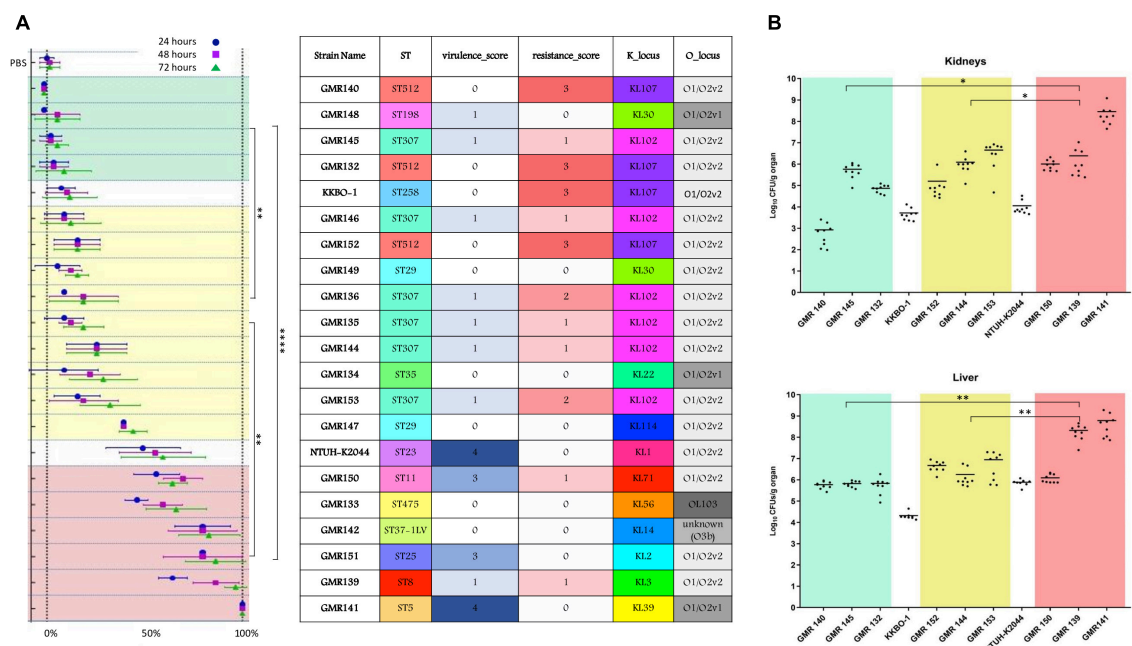 A
24 hours
48 hours
72 hours
PBS
**
****
**
0% 50% 100%
Strain Name ST virulence_score resistance_score K_locus O_locus
GMR140 ST512 0 3 KL107 O1/O2v2
GMR148 ST198 1 0 KL30 O1/O2v1
GMR145 ST307 1 1 KL102 O1/O2v2
GMR132 ST512 0 3 KL107 O1/O2v2
KKBO-1 ST258 0 3 KL107 O1/O2v2
GMR146 ST307 1 1 KL102 O1/O2v2
GMR152 ST512 0 3 KL107 O1/O2v2
GMR149 ST29 0 0 KL30 O1/O2v2
GMR136 ST307 1 2 KL102 O1/O2v2
GMR135 ST307 1 1 KL102 O1/O2v2
GMR144 ST307 1 1 KL102 O1/O2v2
GMR134 ST35 0 0 KL22 O1/O2v1
GMR153 ST307 1 2 KL102 O1/O2v2
GMR147 ST29 0 0 KL114 O1/O2v2
NTUH-K2044 ST23 4 0 KL1 O1/O2v2
GMR150 ST11 3 1 KL71 O1/O2v2
GMR133 ST475 0 0 KL56 OL103
GMR142 ST37-1LV 0 0 KL14 unknown
(O3b)
GMR151 ST25 3 0 KL2 O1/O2v2
GMR139 ST8 1 1 KL3 O1/O2v2
GMR141 ST5 4 0 KL39 O1/O2v1
B
Kidneys
*
*
Log10 CFU/g organ
10
9
8
7
6
5
4
3
2
1
0
GMR 140 GMR 145 GMR 132 KKBO-1 GMR 152 GMR 144 GMR 153 NTUH-K2044 GMR 150 GMR 139 GMR 141
Liver
**
**
Log10 CFUs/g organ
10
9
8
7
6
5
4
3
2
1
0
GMR 140 GMR 145 GMR 132 KKBO-1 GMR 152 GMR 144 GMR 153 NTUH-K2044 GMR 150 GMR 139 GMR141